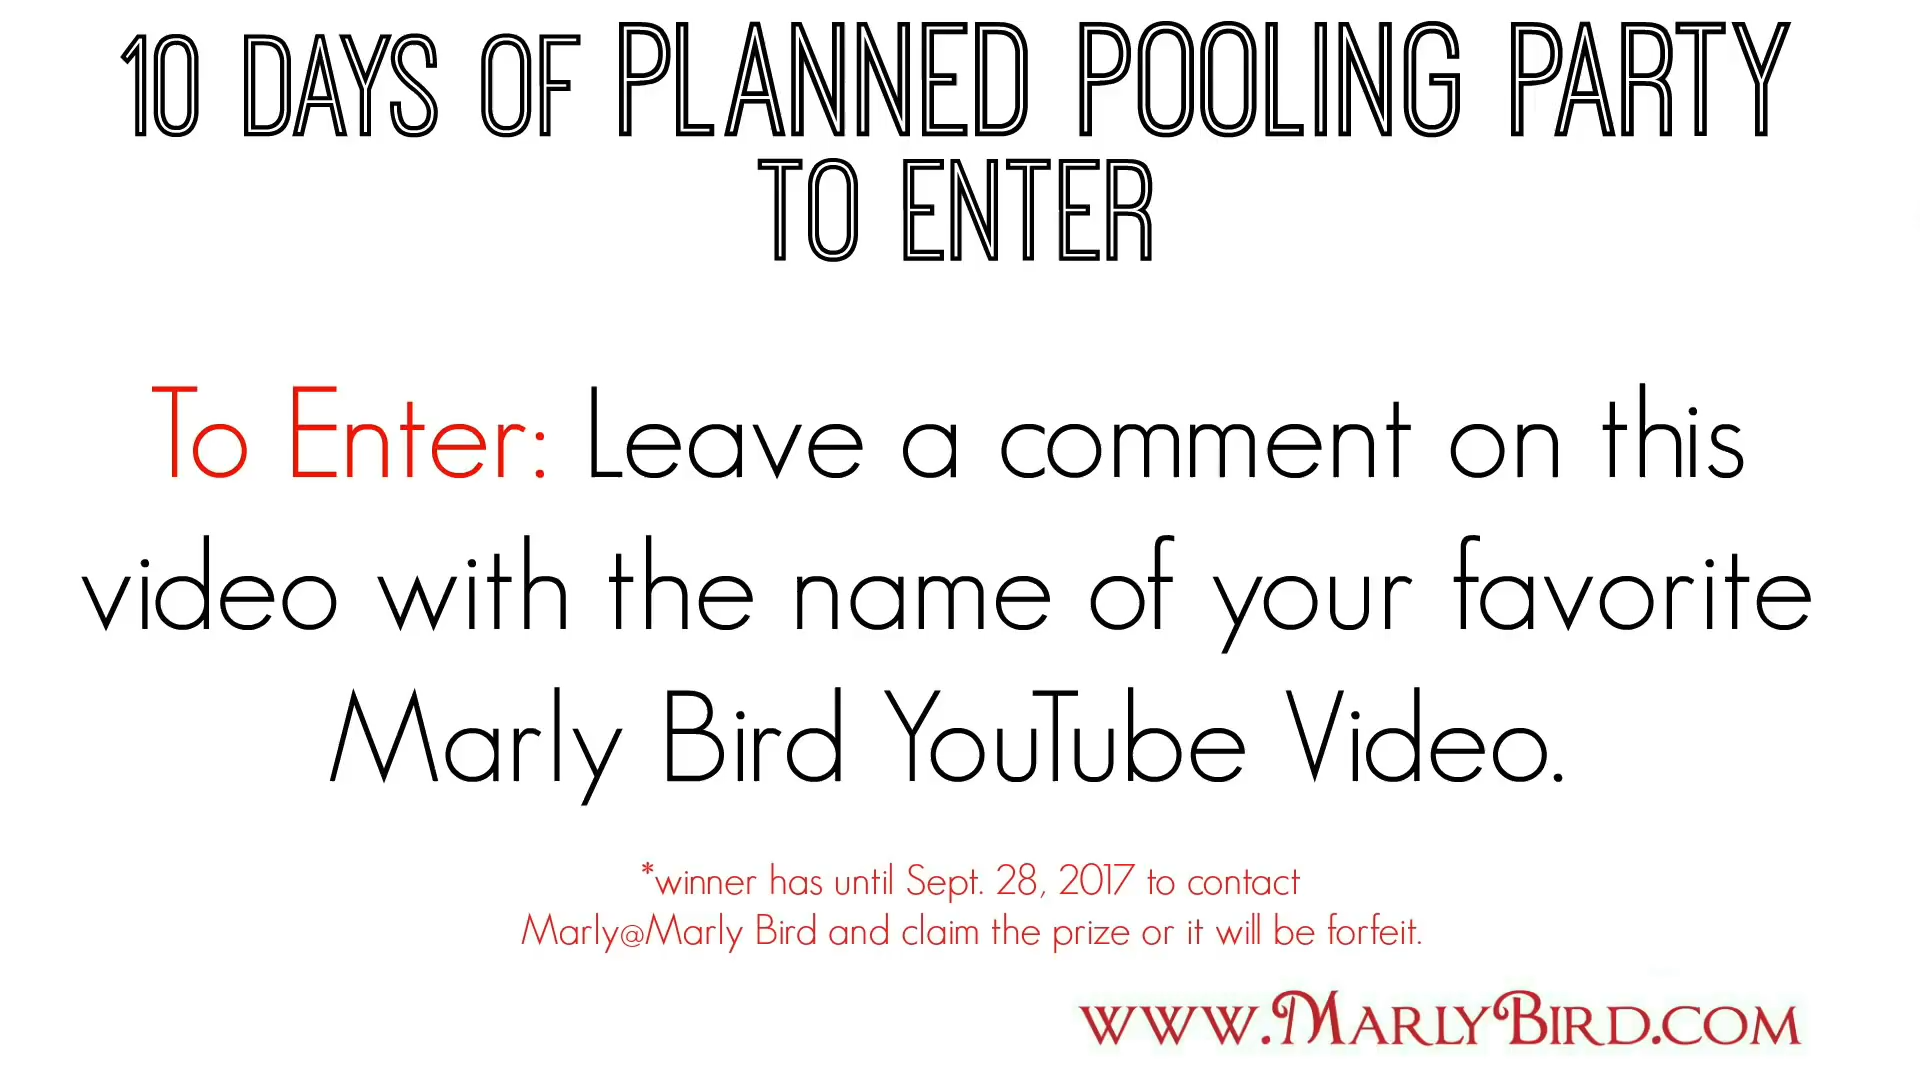 10 DAYS OF PLANNED POOLING PARTY
TO ENTER
To Enter: Leave a comment on this
video with the name of your favorite
Marly Bird YouTube Video.
*winner has until Sept. 28, 2017 to contact
Marly@Marly Bird and claim the prize or it will be forfeit.
www.MarlyBird.com